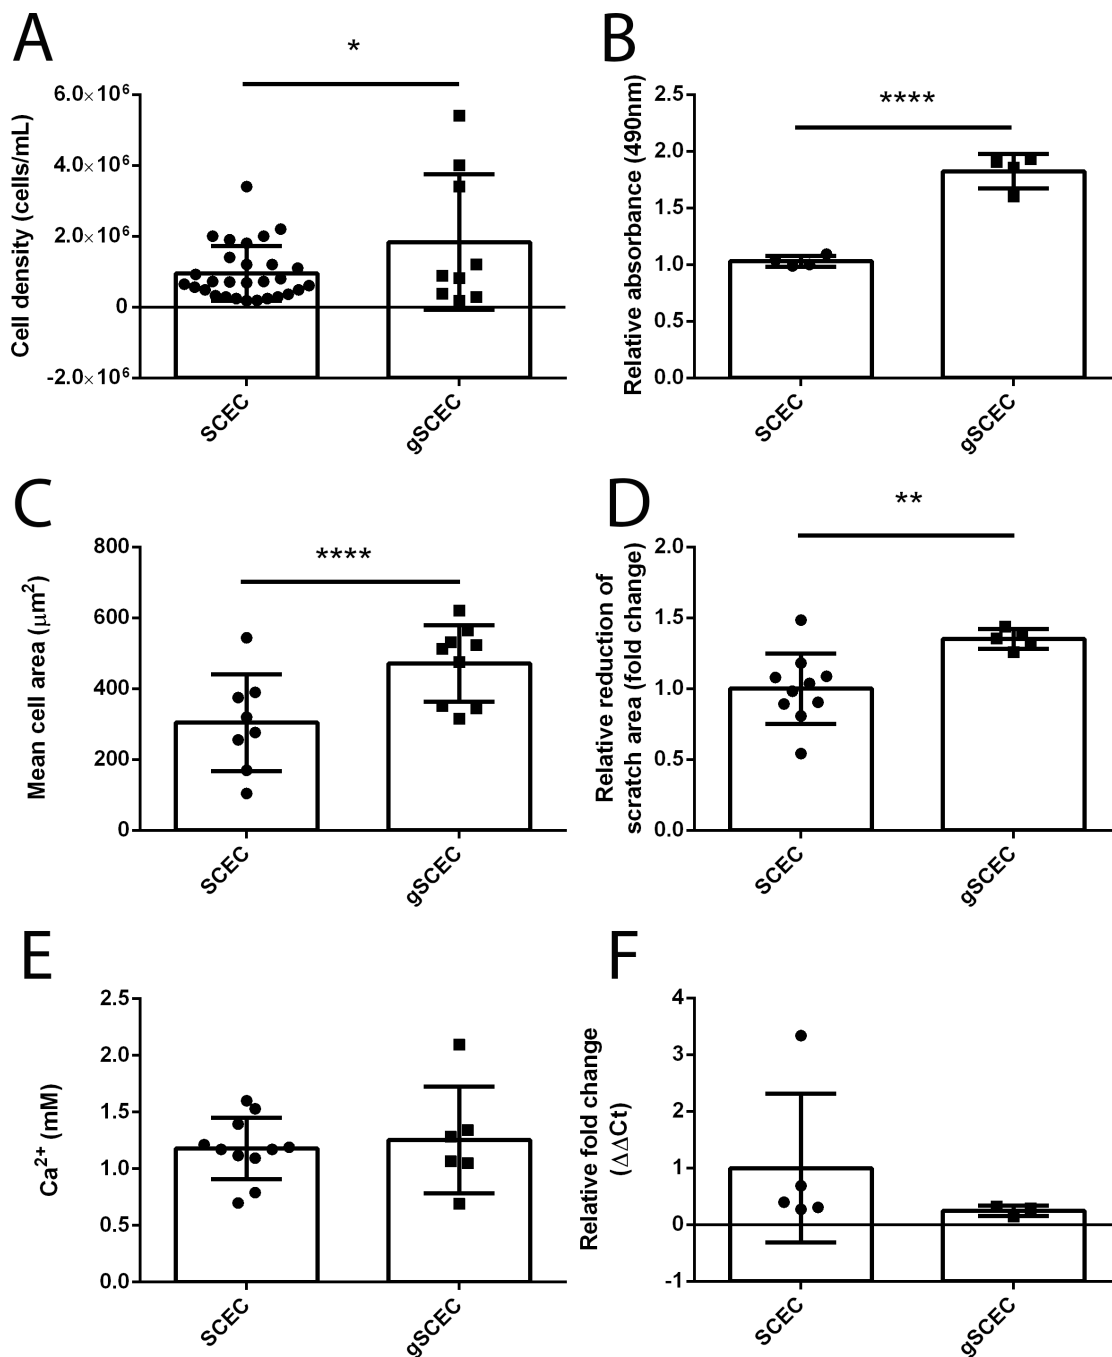 A
*
Cell density (cells/mL)
6.0×10⁶
4.0×10⁶
2.0×10⁶
0
-2.0×10⁶
SCEC
gSCEC
B
****
Relative absorbance (490nm)
2.5
2.0
1.5
1.0
0.5
0.0
SCEC
gSCEC
C
****
Mean cell area (μm²)
800
600
400
200
0
SCEC
gSCEC
D
**
Relative reduction of
scratch area (fold change)
2.0
1.5
1.0
0.5
0.0
SCEC
gSCEC
E
Ca²⁺ (mM)
2.5
2.0
1.5
1.0
0.5
0.0
SCEC
gSCEC
F
Relative fold change
(ΔΔCt)
4
3
2
1
0
-1
SCEC
gSCEC